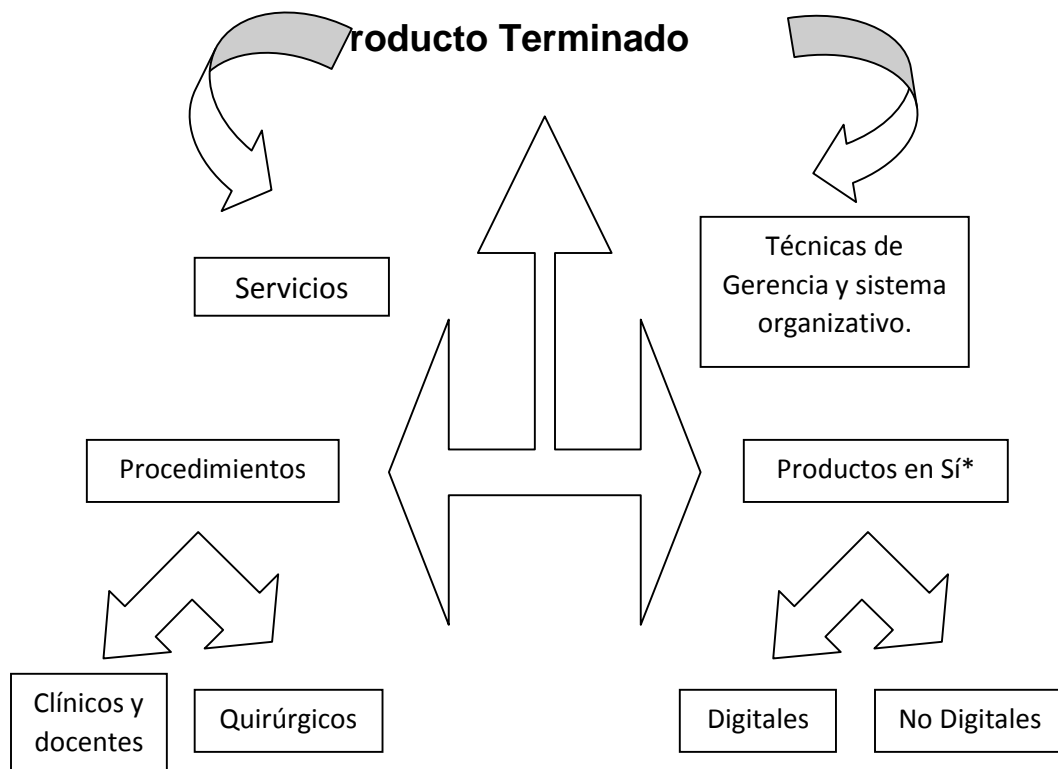 roducto Terminado
Servicios
Técnicas de
Gerencia y sistema
organizativo.
Procedimientos
Productos en Sí*
Clínicos y
docentes
Quirúrgicos
Digitales
No Digitales